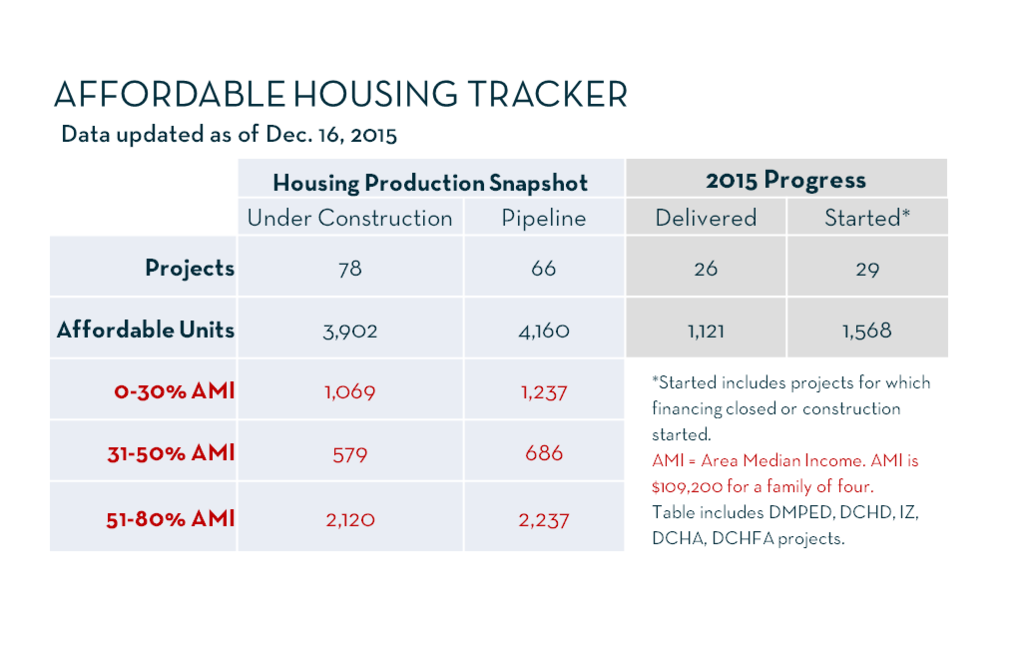 AFFORDABLE HOUSING TRACKER
Data updated as of Dec. 16, 2015
Housing Production Snapshot 2015 Progress
Under Construction Pipeline Delivered Started*
Projects 78 66 26 29
Affordable Units 3,902 4,160 1,121 1,568
0-30% AMI 1,069 1,237
31-50% AMI 579 686
51-80% AMI 2,120 2,237
*Started includes projects for which
financing closed or construction
started.
AMI = Area Median Income. AMI is
$109,200 for a family of four.
Table includes DMPED, DCHD, IZ,
DCHA, DCHFA projects.